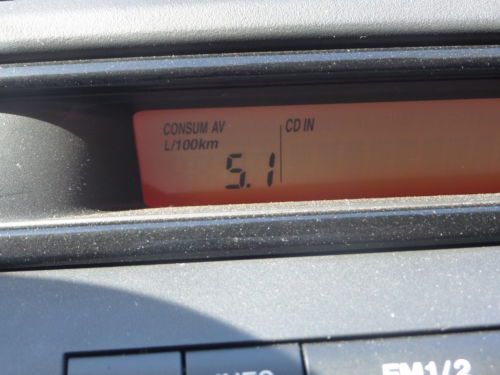 CONSUM AV
L/100km
5.1
CD IN
FM1/2